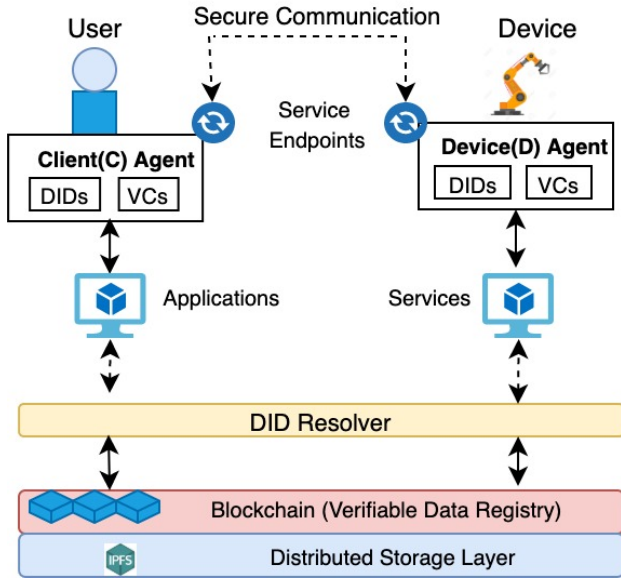 Secure Communication
User
Device
Service
Endpoints
Client(C) Agent
DIDs
VCs
Device(D) Agent
DIDs
VCs
Applications
Services
DID Resolver
Blockchain (Verifiable Data Registry)
IPFS
Distributed Storage Layer